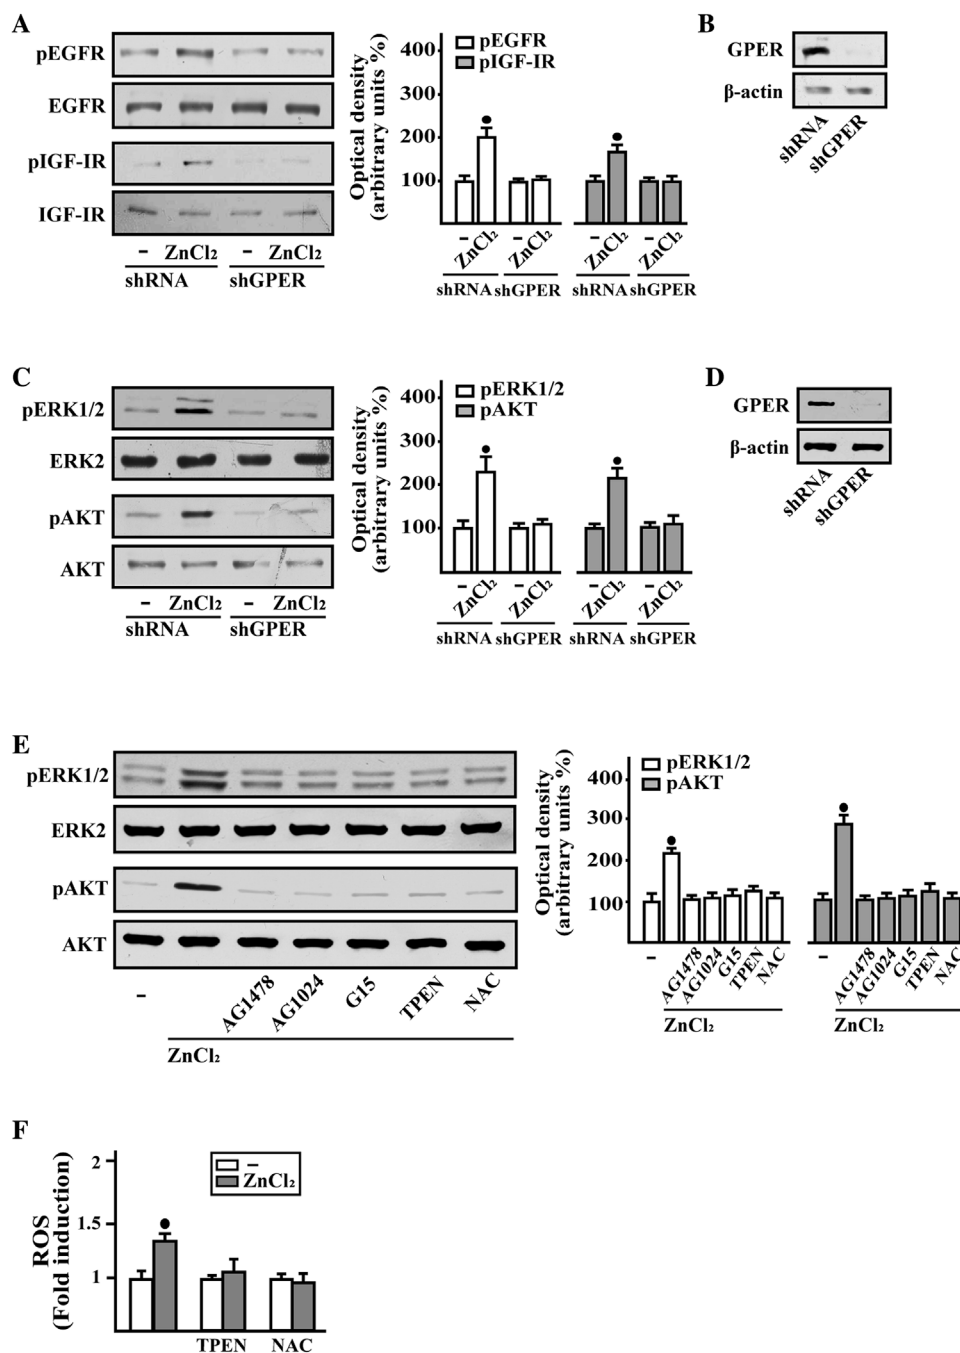 A
pEGFR
EGFR
pIGF-IR
IGF-IR
– ZnCl₂ – ZnCl₂
shRNA shGPER
Optical density
(arbitrary units %)
400
300
200
100
pEGFR
pIGF-IR
– ZnCl₂ – ZnCl₂ – ZnCl₂ – ZnCl₂
shRNA shGPER shRNA shGPER
B
GPER
β-actin
shRNA
shGPER
C
pERK1/2
ERK2
pAKT
AKT
– ZnCl₂ – ZnCl₂
shRNA shGPER
Optical density
(arbitrary units %)
400
300
200
100
pERK1/2
pAKT
– ZnCl₂ – ZnCl₂ – ZnCl₂ – ZnCl₂
shRNA shGPER shRNA shGPER
D
GPER
β-actin
shRNA
shGPER
E
pERK1/2
ERK2
pAKT
AKT
– AG1478 AG1024 G15 TPEN NAC
ZnCl₂
Optical density
(arbitrary units %)
400
300
200
100
pERK1/2
pAKT
– AG1478 AG1024 G15 TPEN NAC – AG1478 AG1024 G15 TPEN NAC
ZnCl₂ ZnCl₂
F
ROS
(Fold induction)
2
1.5
1
–
ZnCl₂
TPEN NAC